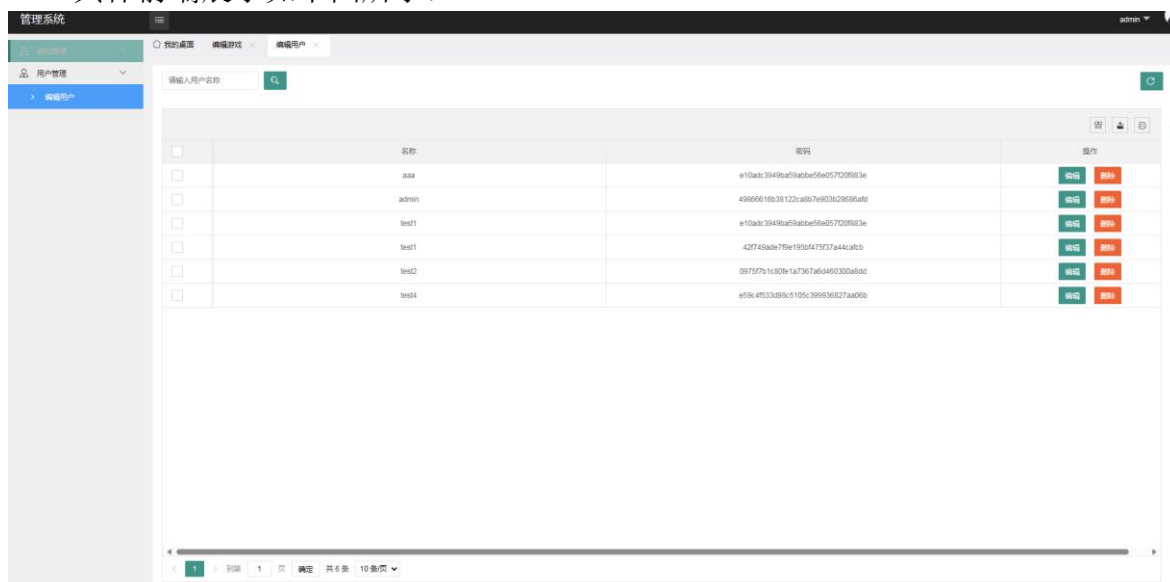 管理系统
admin
我的桌面 编辑游戏 编辑用户
用户管理
编辑用户
请输入用户名称
名称 密码 操作
aaa e10adc3949ba59abbe56e057f20f883e 编辑 删除
admin 49866616b38122ca8b7e903b28686afd 编辑 删除
test1 e10adc3949ba59abbe56e057f20f883e 编辑 删除
test1 42f749ade7f9e195bf475f37a44cafcb 编辑 删除
test2 0975f7b1c80fe1a7367a6d460300a8dd 编辑 删除
test4 e59c4f533d98c5105c399936827aa06b 编辑 删除
1 到第 1 页 确定 共 6 条 10 条/页